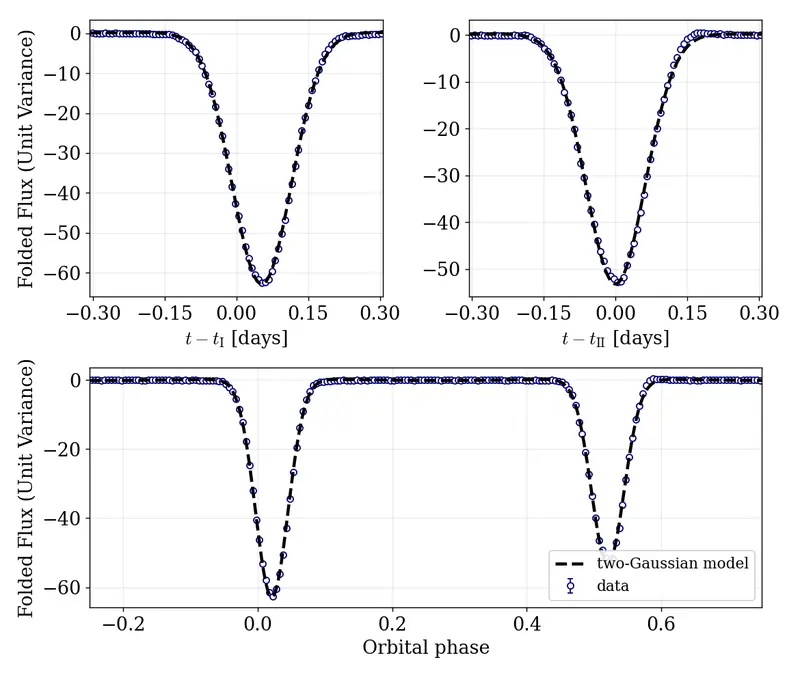 Folded Flux (Unit Variance)
0
−10
−20
−30
−40
−50
−60
−0.30 −0.15 0.00 0.15 0.30
t − tI [days]
0
−10
−20
−30
−40
−50
−0.30 −0.15 0.00 0.15 0.30
t − tII [days]
Folded Flux (Unit Variance)
0
−20
−40
−60
−0.2 0.0 0.2 0.4 0.6
Orbital phase
two-Gaussian model
data